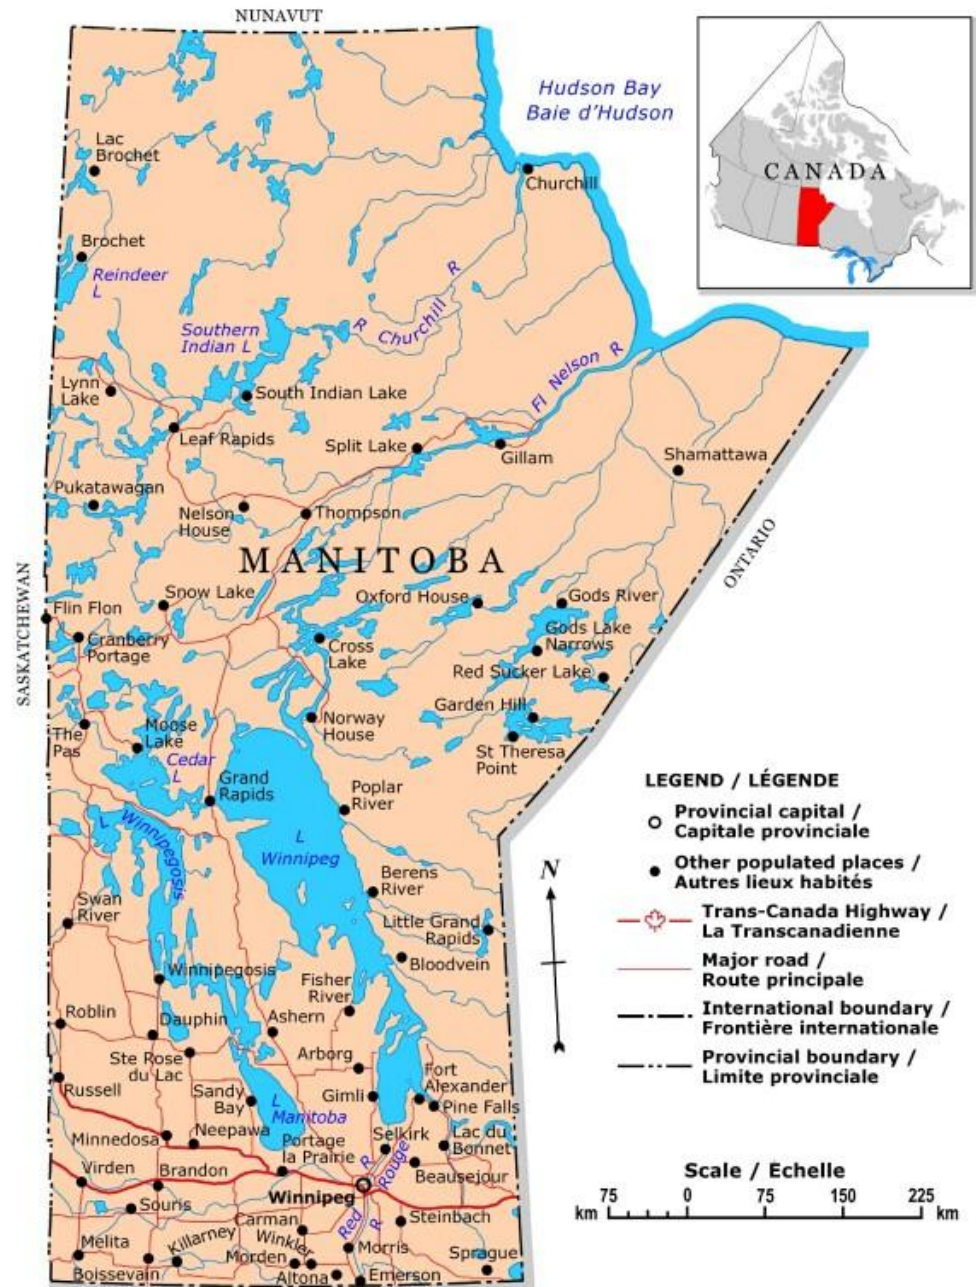 NUNAVUT
Hudson Bay
Baie d'Hudson
CANADA
Lac
Brochet
Churchill
Brochet
Reindeer
L
R Churchill R
Southern
Indian L
Fl Nelson R
Lynn
Lake
South Indian Lake
Leaf Rapids
Split Lake
Gillam
Shamattawa
Pukatawagan
Nelson
House
Thompson
MANITOBA
ONTARIO
SASKATCHEWAN
Snow Lake
Oxford House
Gods River
Flin Flon
Cranberry
Portage
Cross
Lake
Gods Lake
Narrows
Red Sucker Lake
Garden Hill
The
Pas
Moose
Lake
Norway
House
St Theresa
Point
Cedar
L
Grand
Rapids
Poplar
River
L Winnipegosis
L
Winnipeg
Berens
River
Swan
River
Little Grand
Rapids
Bloodvein
Winnipegosis
Fisher
River
Roblin
Dauphin
Ashern
Ste Rose
du Lac
Arborg
Fort
Alexander
Russell
Sandy
Bay
L
Manitoba
Gimli
Pine Falls
Minnedosa
Neepawa
Portage
la Prairie
Selkirk
Lac du
Bonnet
Virden
Brandon
Winnipeg
Beausejour
Red R
Rouge R
Souris
Carman
Steinbach
Winkler
Melita
Killarney
Morden
Morris
Sprague
Boissevain
Altona
Emerson
LEGEND / LÉGENDE
Provincial capital /
Capitale provinciale
Other populated places /
Autres lieux habités
Trans-Canada Highway /
La Transcanadienne
Major road /
Route principale
International boundary /
Frontière internationale
Provincial boundary /
Limite provinciale
N
Scale / Échelle
75 0 75 150 225
km km